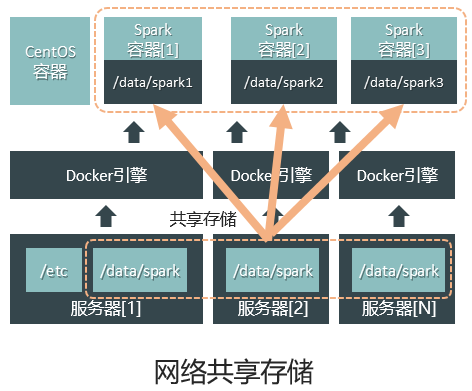 CentOS
容器
Spark
容器[1]
/data/spark1
Spark
容器[2]
/data/spark2
Spark
容器[3]
/data/spark3
Docker引擎
Docker引擎
Docker引擎
共享存储
/etc
/data/spark
服务器[1]
/data/spark
服务器[2]
/data/spark
服务器[N]
网络共享存储